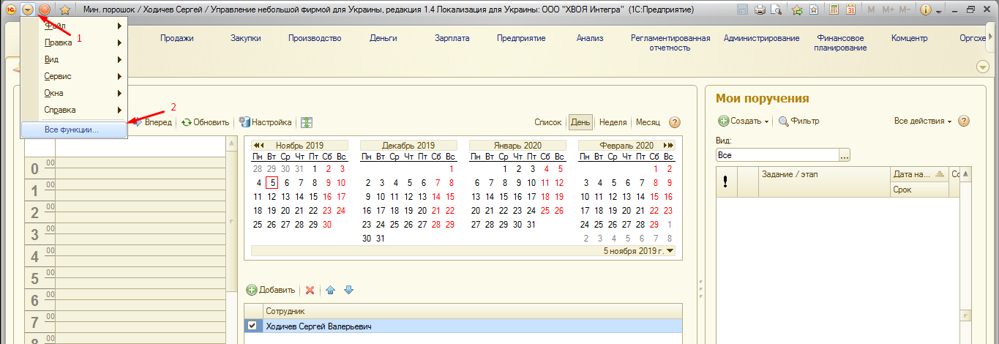 Мин. порошок / Ходичев Сергей / Управление небольшой фирмой для Украины, редакция 1.4 Локализация для Украины: ООО "ХВОЯ Интегра" (1С:Предприятие)
M M+ M-
1
Файл
Правка
Вид
Сервис
Окна
Справка
Все функции...
2
Продажи Закупки Производство Деньги Зарплата Предприятие Анализ Регламентированная отчетность Администрирование Финансовое планирование Комцентр Оргсхе
Вперед Обновить Настройка Список День Неделя Месяц
0 00
1 00
2 00
3 00
4 00
5 00
6 00
7 00
8 00
Ноябрь 2019
Пн Вт Ср Чт Пт Сб Вс
28 29 30 31 1 2 3
4 5 6 7 8 9 10
11 12 13 14 15 16 17
18 19 20 21 22 23 24
25 26 27 28 29 30
Декабрь 2019
Пн Вт Ср Чт Пт Сб Вс
1
2 3 4 5 6 7 8
9 10 11 12 13 14 15
16 17 18 19 20 21 22
23 24 25 26 27 28 29
30 31
Январь 2020
Пн Вт Ср Чт Пт Сб Вс
1 2 3 4 5
6 7 8 9 10 11 12
13 14 15 16 17 18 19
20 21 22 23 24 25 26
27 28 29 30 31
Февраль 2020
Пн Вт Ср Чт Пт Сб Вс
1 2
3 4 5 6 7 8 9
10 11 12 13 14 15 16
17 18 19 20 21 22 23
24 25 26 27 28 29 1
2 3 4 5 6 7 8
5 ноября 2019 г.
Добавить
Сотрудник
Ходичев Сергей Валерьевич
Мои поручения
Создать Фильтр Все действия
Вид:
Все
Задание / этап Дата на... Сс
Срок